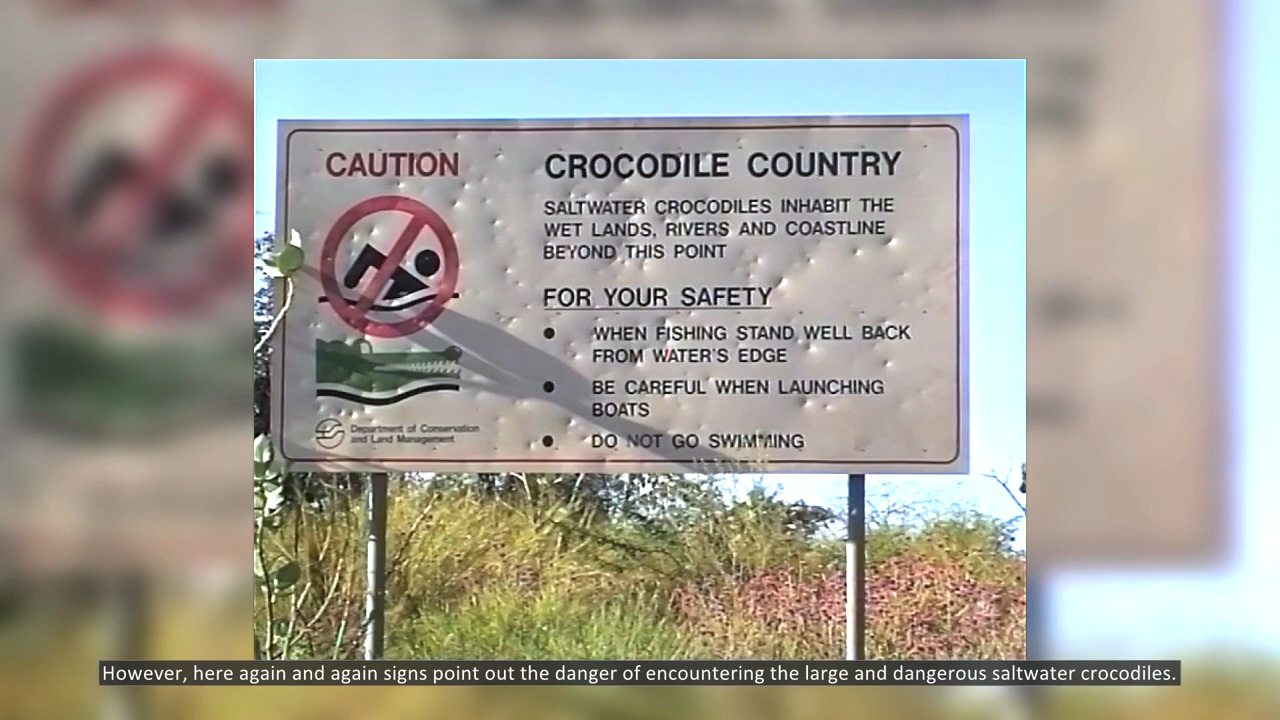 CAUTION
CROCODILE COUNTRY
SALTWATER CROCODILES INHABIT THE
WET LANDS, RIVERS AND COASTLINE
BEYOND THIS POINT
FOR YOUR SAFETY
● WHEN FISHING STAND WELL BACK
FROM WATER'S EDGE
● BE CAREFUL WHEN LAUNCHING
BOATS
● DO NOT GO SWIMMING
Department of Conservation
and Land Management
However, here again and again signs point out the danger of encountering the large and dangerous saltwater crocodiles.